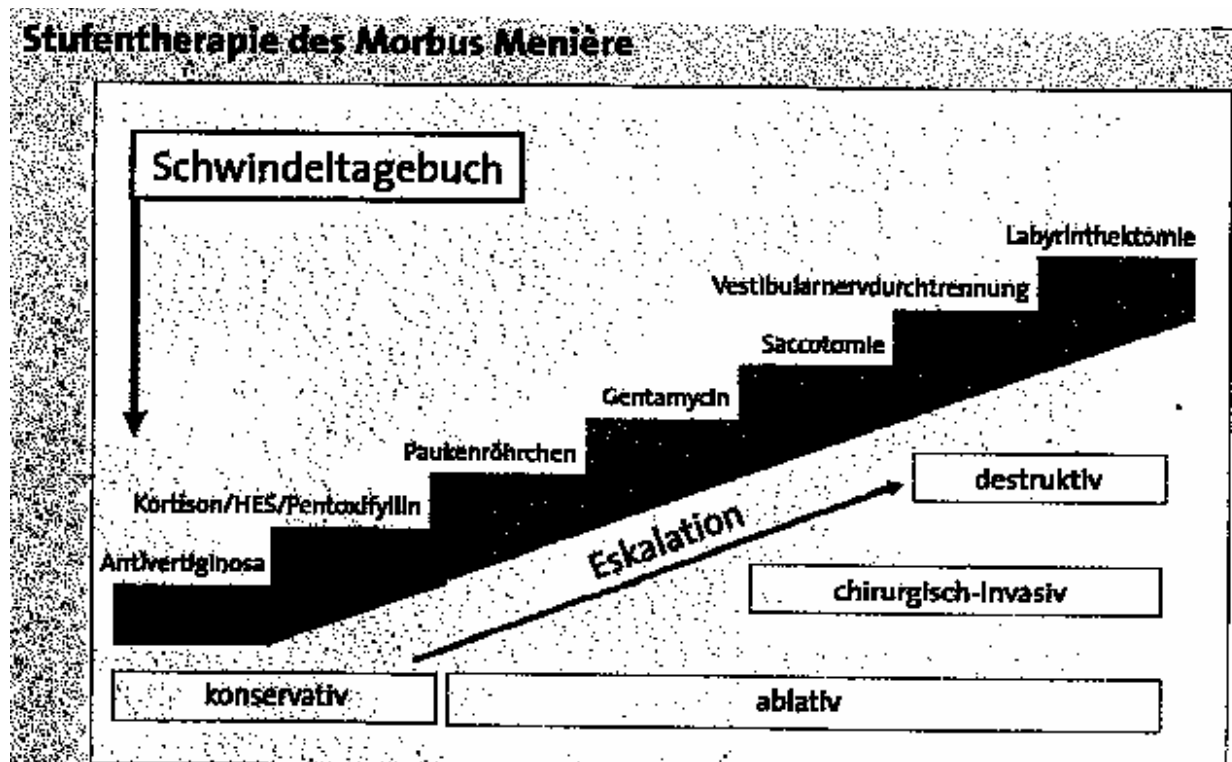 Stufentherapie des Morbus Menière
Schwindeltagebuch
Labyrinthektomie
Vestibularnervdurchtrennung
Saccotomie
Gentamycin
Paukenröhrchen
Kortison/HES/Pentoxifyllin
Antivertiginosa
Eskalation
destruktiv
chirurgisch-invasiv
konservativ
ablativ